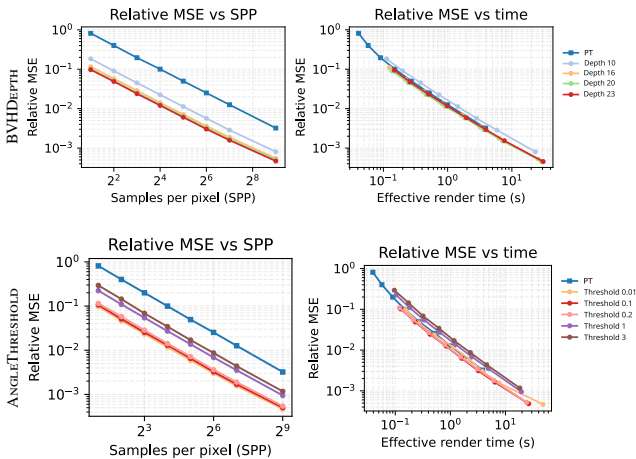 Relative MSE vs SPP
Relative MSE vs time
BVHDEPTH
Relative MSE
10⁰
10⁻¹
10⁻²
10⁻³
2² 2⁴ 2⁶ 2⁸
Samples per pixel (SPP)
Relative MSE
10⁰
10⁻¹
10⁻²
10⁻³
10⁻¹ 10⁰ 10¹
Effective render time (s)
PT
Depth 10
Depth 16
Depth 20
Depth 23
Relative MSE vs SPP
Relative MSE vs time
ANGLETHRESHOLD
Relative MSE
10⁰
10⁻¹
10⁻²
10⁻³
2³ 2⁶ 2⁹
Samples per pixel (SPP)
Relative MSE
10⁰
10⁻¹
10⁻²
10⁻³
10⁻¹ 10⁰ 10¹
Effective render time (s)
PT
Threshold 0.01
Threshold 0.1
Threshold 0.2
Threshold 1
Threshold 3